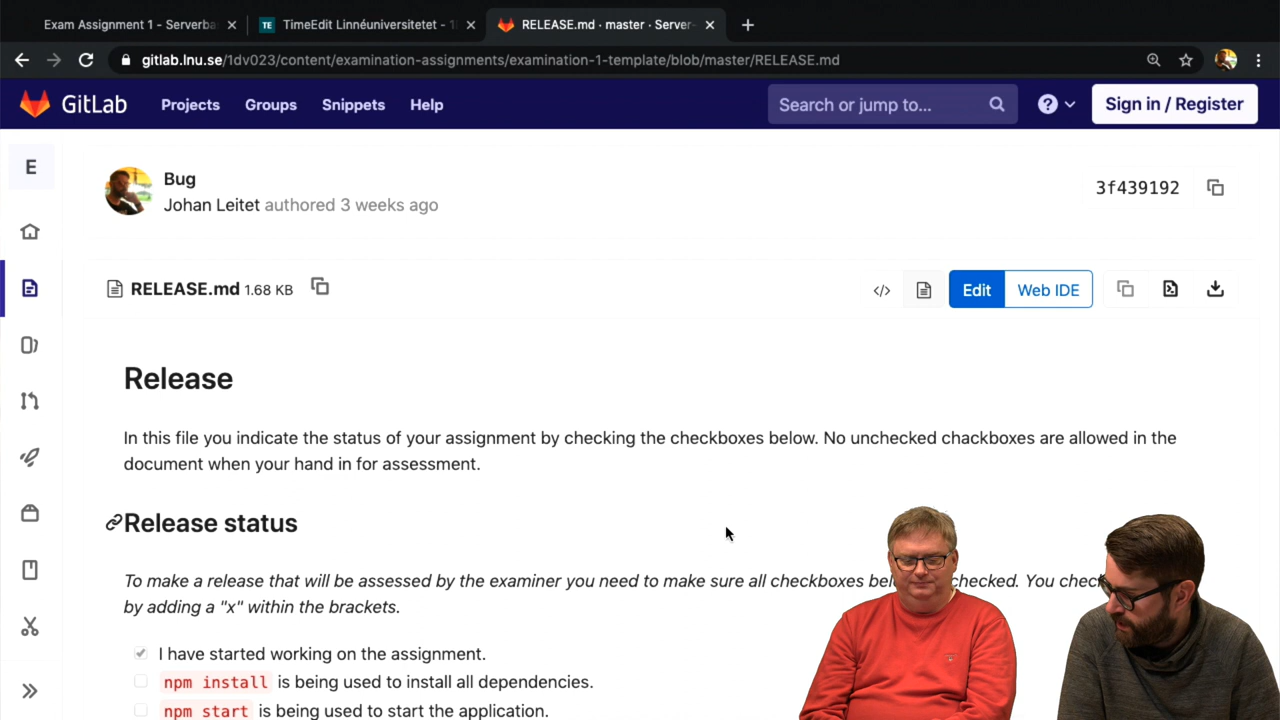 Exam Assignment 1 - Serverba
TE TimeEdit Linnéuniversitetet - 1
RELEASE.md · master · Server-
gitlab.lnu.se/1dv023/content/examination-assignments/examination-1-template/blob/master/RELEASE.md
GitLab Projects Groups Snippets Help Search or jump to... Sign in / Register
E
Bug
Johan Leitet authored 3 weeks ago
3f439192
RELEASE.md 1.68 KB
Edit Web IDE
Release
In this file you indicate the status of your assignment by checking the checkboxes below. No unchecked chackboxes are allowed in the
document when your hand in for assessment.
Release status
To make a release that will be assessed by the examiner you need to make sure all checkboxes checked. You
by adding a "x" within the brackets.
I have started working on the assignment.
npm install is being used to install all dependencies.
npm start is being used to start the application.